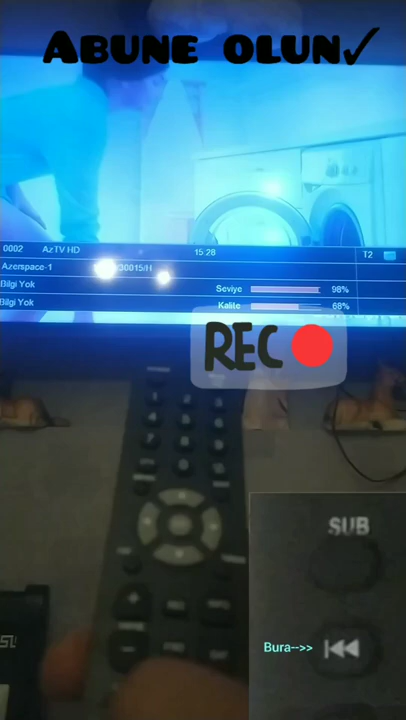 ABUNE OLUN✓
0002 AzTV HD 15:28 T2
Azerspace-1 30015/H
Seviye 98%
Bilgi Yok
Kalite 68%
Bilgi Yok
REC
SUB
Bura-->>